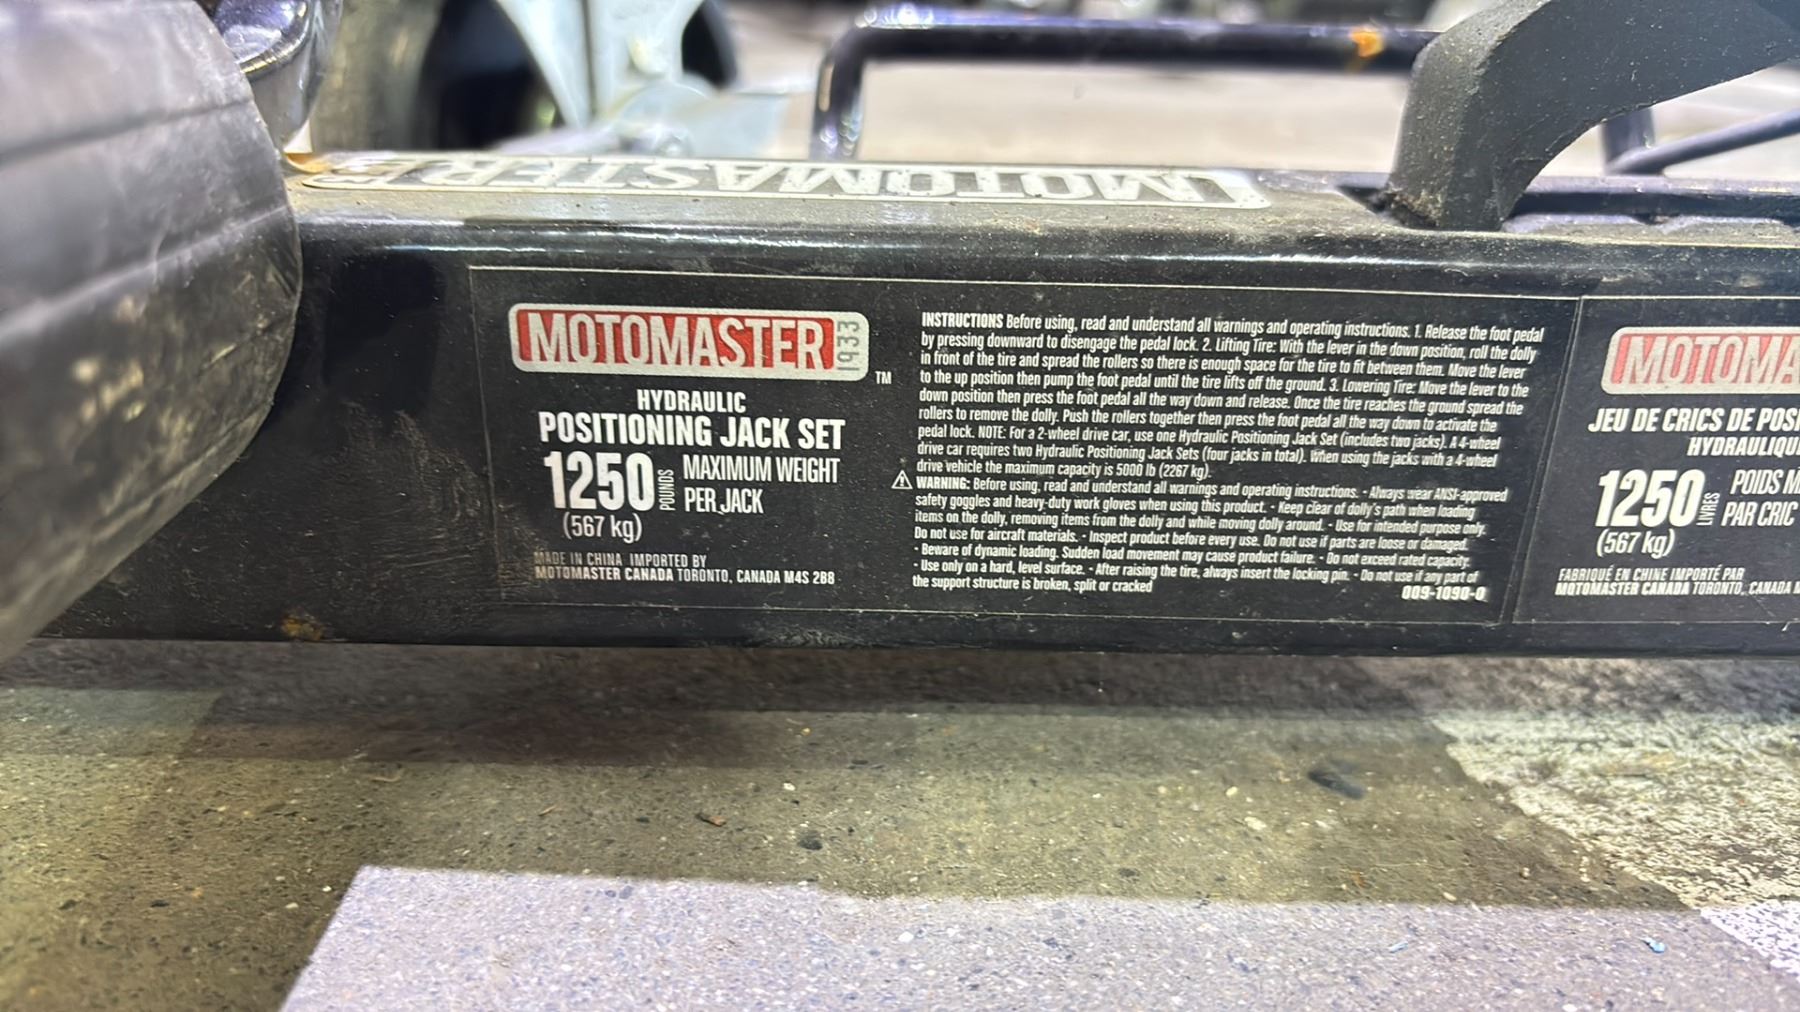 MOTOMASTER
MOTOMASTER 1933
TM
HYDRAULIC
POSITIONING JACK SET
1250 POUNDS MAXIMUM WEIGHT
PER JACK
(567 kg)
MADE IN CHINA IMPORTED BY
MOTOMASTER CANADA TORONTO, CANADA M4S 2B8
INSTRUCTIONS Before using, read and understand all warnings and operating instructions. 1. Release the foot pedal
by pressing downward to disengage the pedal lock. 2. Lifting Tire: With the lever in the down position, roll the dolly
in front of the tire and spread the rollers so there is enough space for the tire to fit between them. Move the lever
to the up position then pump the foot pedal until the tire lifts off the ground. 3. Lowering Tire: Move the lever to the
down position then press the foot pedal all the way down and release. Once the tire reaches the ground spread the
rollers to remove the dolly. Push the rollers together then press the foot pedal all the way down to activate the
pedal lock. NOTE: For a 2-wheel drive car, use one Hydraulic Positioning Jack Set (includes two jacks). A 4-wheel
drive car requires two Hydraulic Positioning Jack Sets (four jacks in total). When using the jacks with a 4-wheel
drive vehicle the maximum capacity is 5000 lb (2267 kg).
⚠ WARNING: Before using, read and understand all warnings and operating instructions. • Always wear ANSI-approved
safety goggles and heavy-duty work gloves when using this product. • Keep clear of dolly's path when loading
items on the dolly, removing items from the dolly and while moving dolly around. • Use for intended purpose only.
Do not use for aircraft materials. • Inspect product before every use. Do not use if parts are loose or damaged.
• Beware of dynamic loading. Sudden load movement may cause product failure. • Do not exceed rated capacity.
• Use only on a hard, level surface. • After raising the tire, always insert the locking pin. • Do not use if any part of
the support structure is broken, split or cracked
009-1090-0
MOTOMA
JEU DE CRICS DE POSI
HYDRAULIQU
1250 LIVRES POIDS M
PAR CRIC
(567 kg)
FABRIQUÉ EN CHINE IMPORTÉ PAR
MOTOMASTER CANADA TORONTO, CANADA M